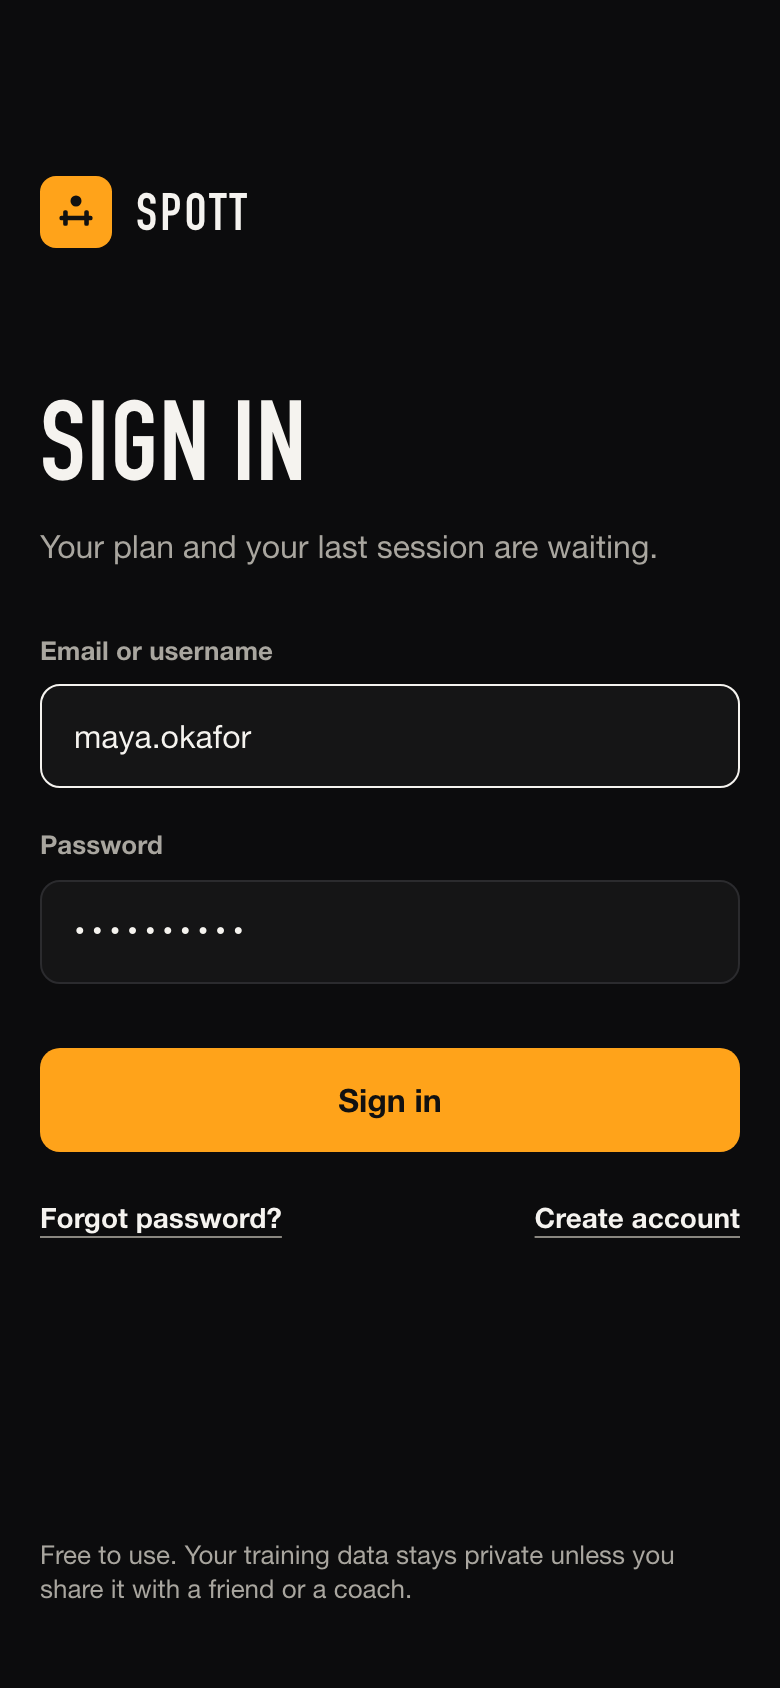 SPOTT
SIGN IN
Your plan and your last session are waiting.
Email or username
maya.okafor
Password
••••••••••
Sign in
Forgot password?
Create account
Free to use. Your training data stays private unless you
share it with a friend or a coach.